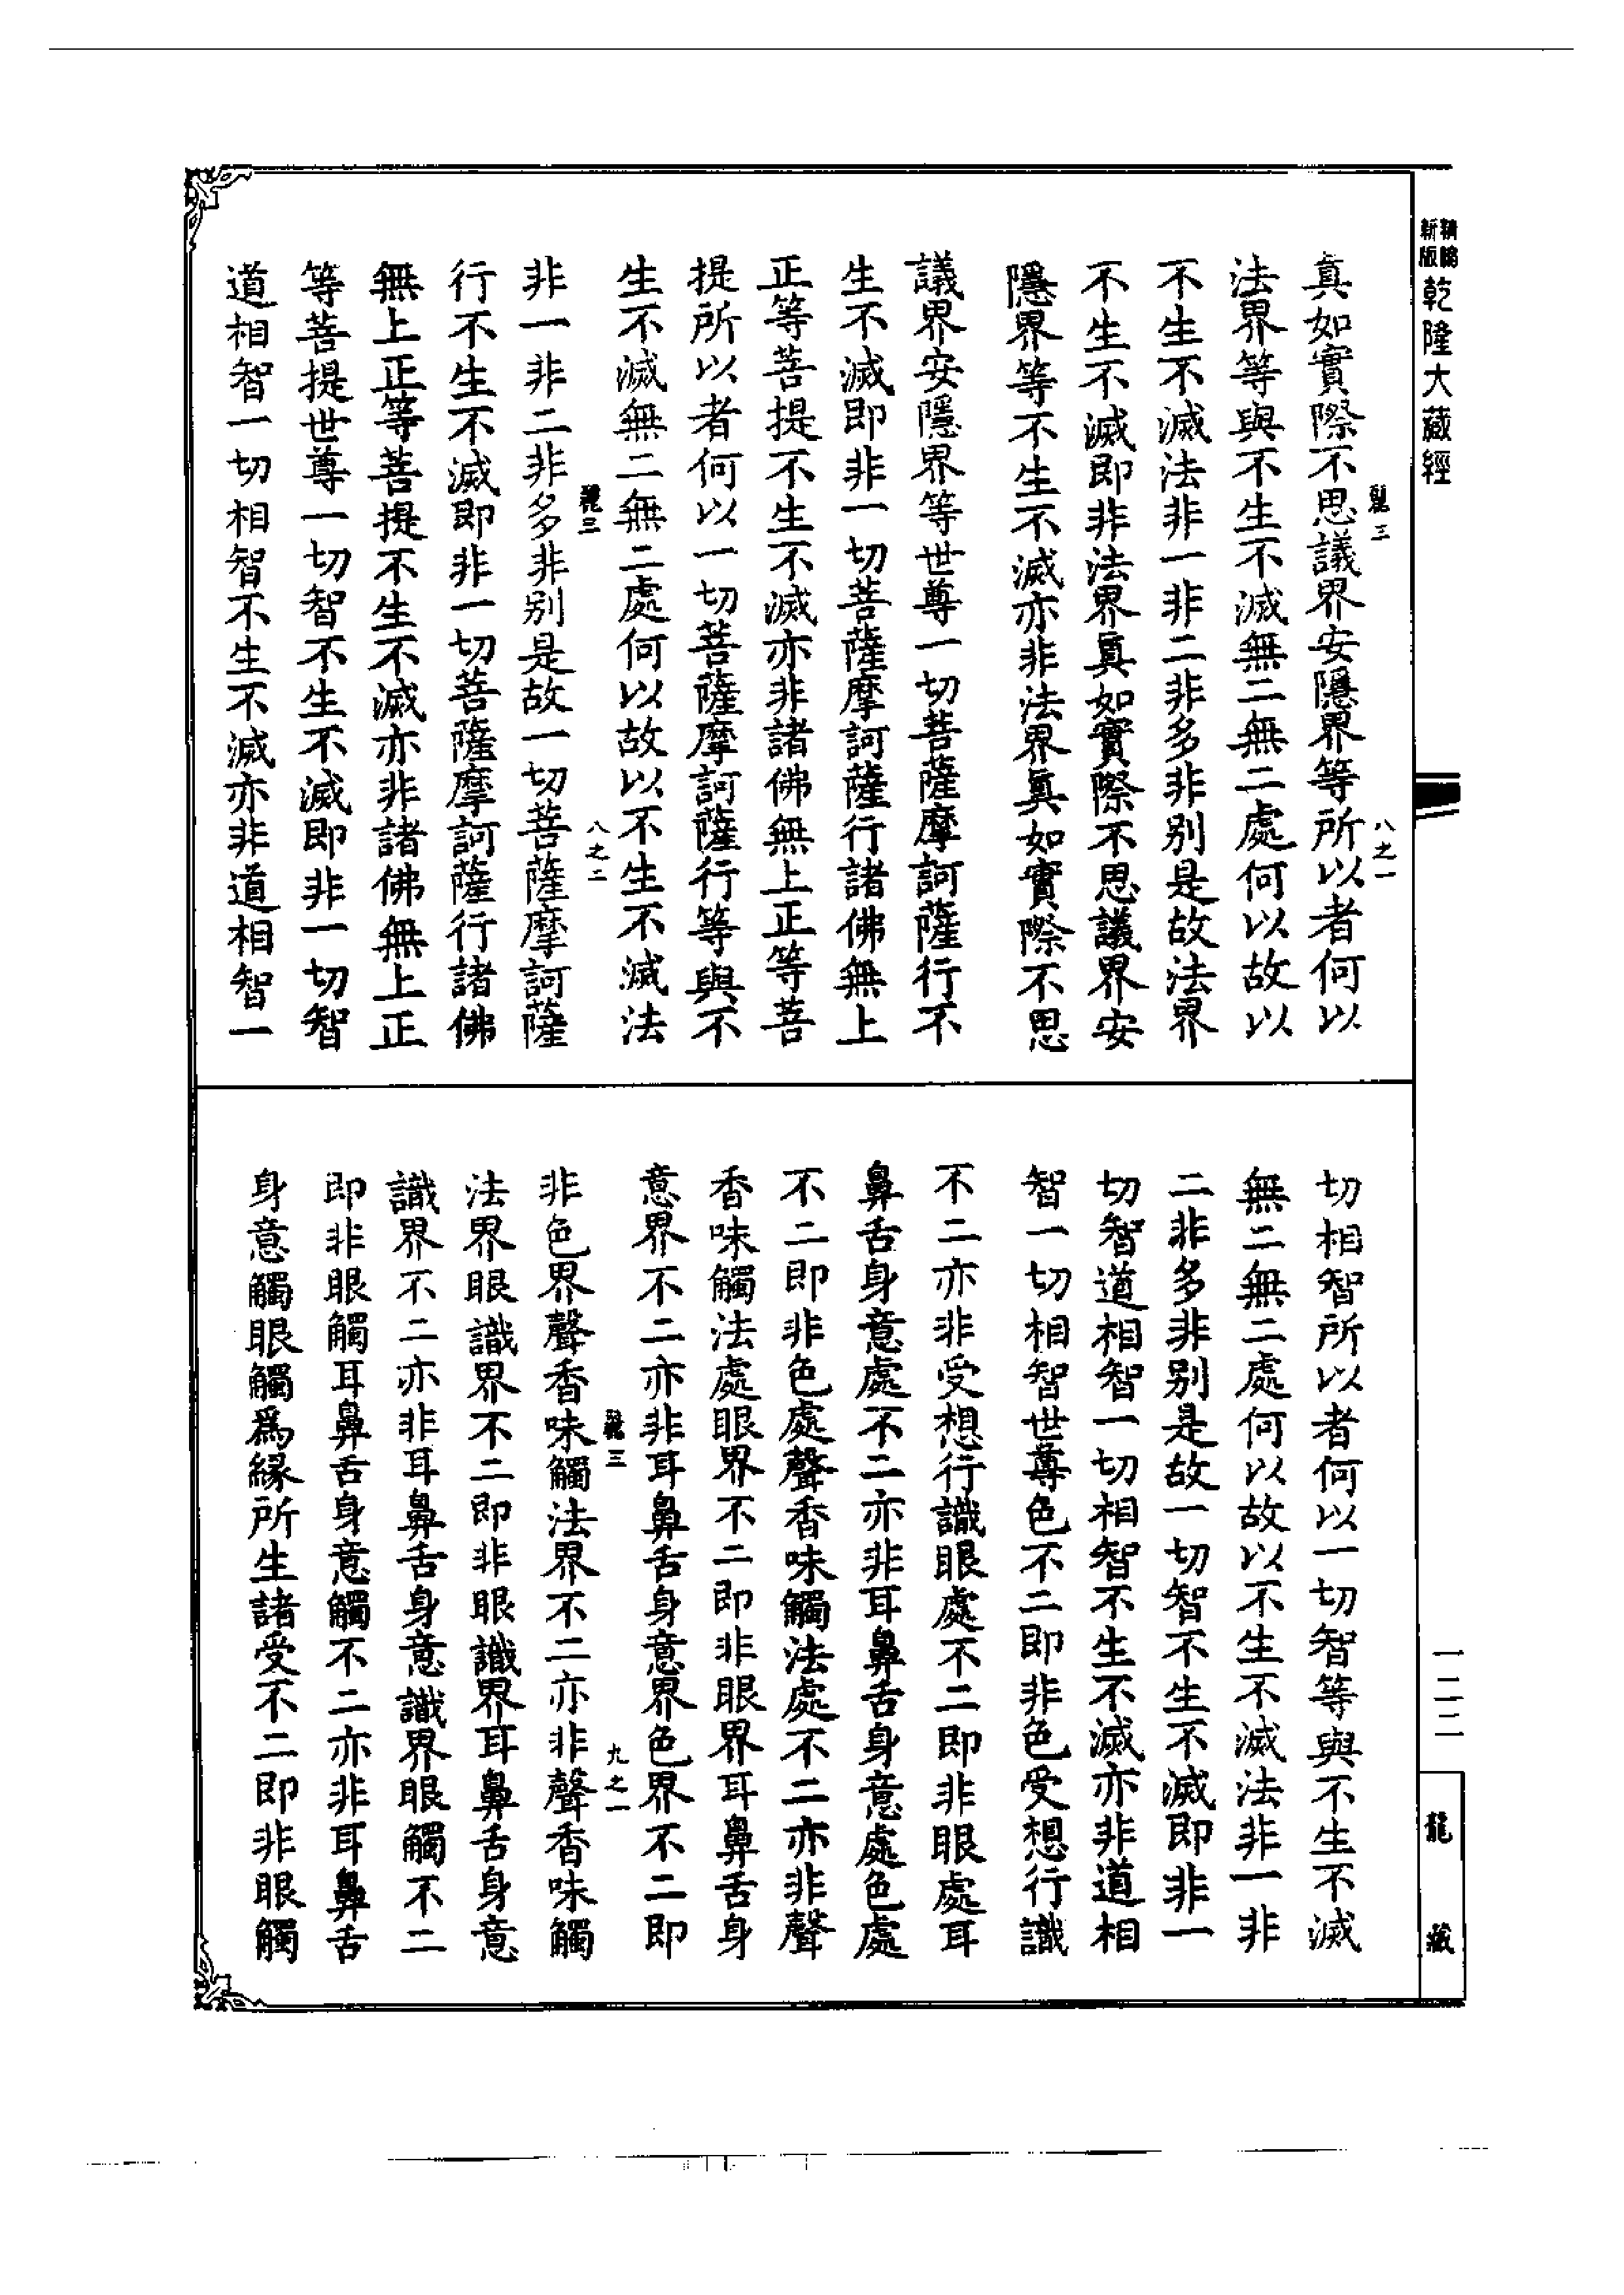 新版
乾隆大藏經
三
八之一
真如實際不思議界安隱界等所以者何以
法界等與不生不滅無二無二處何以故以
不生不滅法非一非二非多非别是故法界
不生不滅即非法界真如實際不思議界安
隱界等不生不滅亦非法界真如實際不思
議界安隱界等世尊一切菩薩摩訶薩行不
生不滅即非一切菩薩摩訶薩行諸佛無上
正等菩提不生不滅亦非諸佛無上正等菩
提所以者何以一切菩薩摩訶薩行等與不
生不滅無二無二處何以故以不生不滅法
三
八之二
非一非二非多非别是故一切菩薩摩訶薩
行不生不滅即非一切菩薩摩訶薩行諸佛
無上正等菩提不生不滅亦非諸佛無上正
等菩提世尊一切智不生不滅即非一切智
道相智一切相智不生不滅亦非道相智一
切相智所以者何以一切智等與不生不滅
無二無二處何以故以不生不滅法非一非
二非多非别是故一切智不生不滅即非一
切智道相智一切相智不生不滅亦非道相
智一切相智世尊色不二即非色受想行識
不二亦非受想行識眼處不二即非眼處耳
鼻舌身意處不二亦非耳鼻舌身意處色處
不二即非色處聲香味觸法處不二亦非聲
香味觸法處眼界不二即非眼界耳鼻舌身
意界不二亦非耳鼻舌身意界色界不二即
三
九之一
非色界聲香味觸法界不二亦非聲香味觸
法界眼識界不二即非眼識界耳鼻舌身意
識界不二亦非耳鼻舌身意識界眼觸不二
即非眼觸耳鼻舌身意觸不二亦非耳鼻舌
身意觸眼觸爲緣所生諸受不二即非眼觸
一二二
龍藏